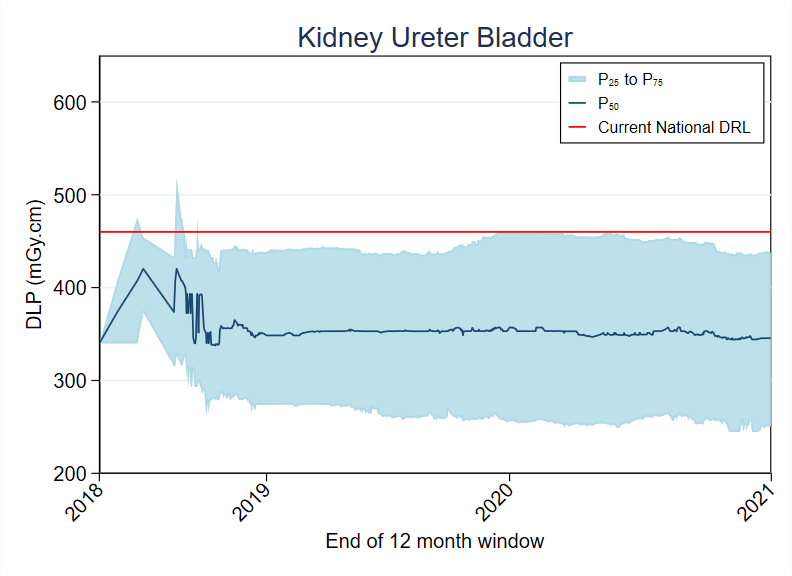 Kidney Ureter Bladder
P₂₅ to P₇₅
P₅₀
Current National DRL
DLP (mGy.cm)
600
500
400
300
200
2018
2019
2020
2021
End of 12 month window